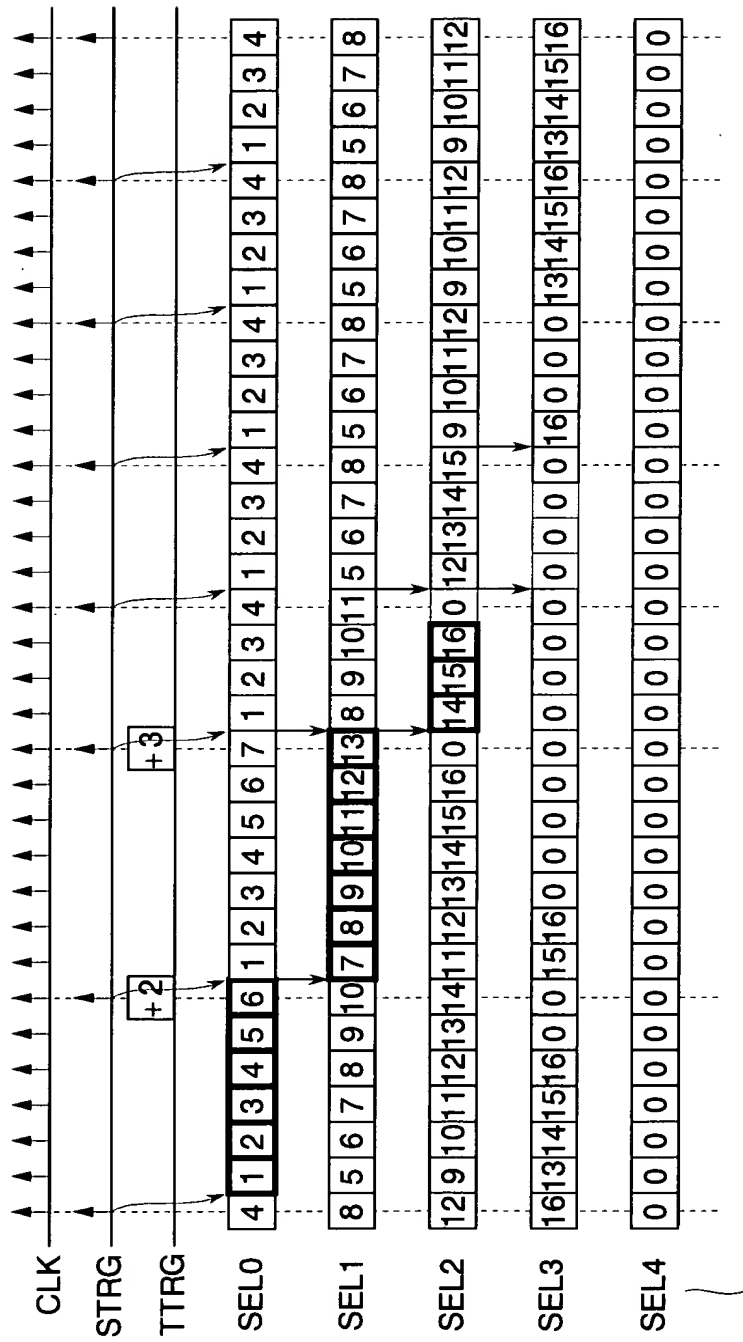 CLK
STRG
TTRG +2 +3
SEL0 4 1 2 3 4 5 6 1 2 3 4 5 6 7 1 2 3 4 1 2 3 4 1 2 3 4 1 2 3 4 1 2 3 4
SEL1 8 5 6 7 8 9 10 7 8 9 10 11 12 13 8 9 10 11 5 6 7 8 5 6 7 8 5 6 7 8 5 6 7 8
SEL2 12 9 10 11 12 13 14 11 12 13 14 15 16 0 14 15 16 0 12 13 14 15 9 10 11 12 9 10 11 12 9 10 11 12
SEL3 16 13 14 15 16 0 0 15 16 0 0 0 0 0 0 0 0 0 0 0 0 0 16 0 0 0 13 14 15 16 13 14 15 16
SEL4 0 0 0 0 0 0 0 0 0 0 0 0 0 0 0 0 0 0 0 0 0 0 0 0 0 0 0 0 0 0 0 0 0 0